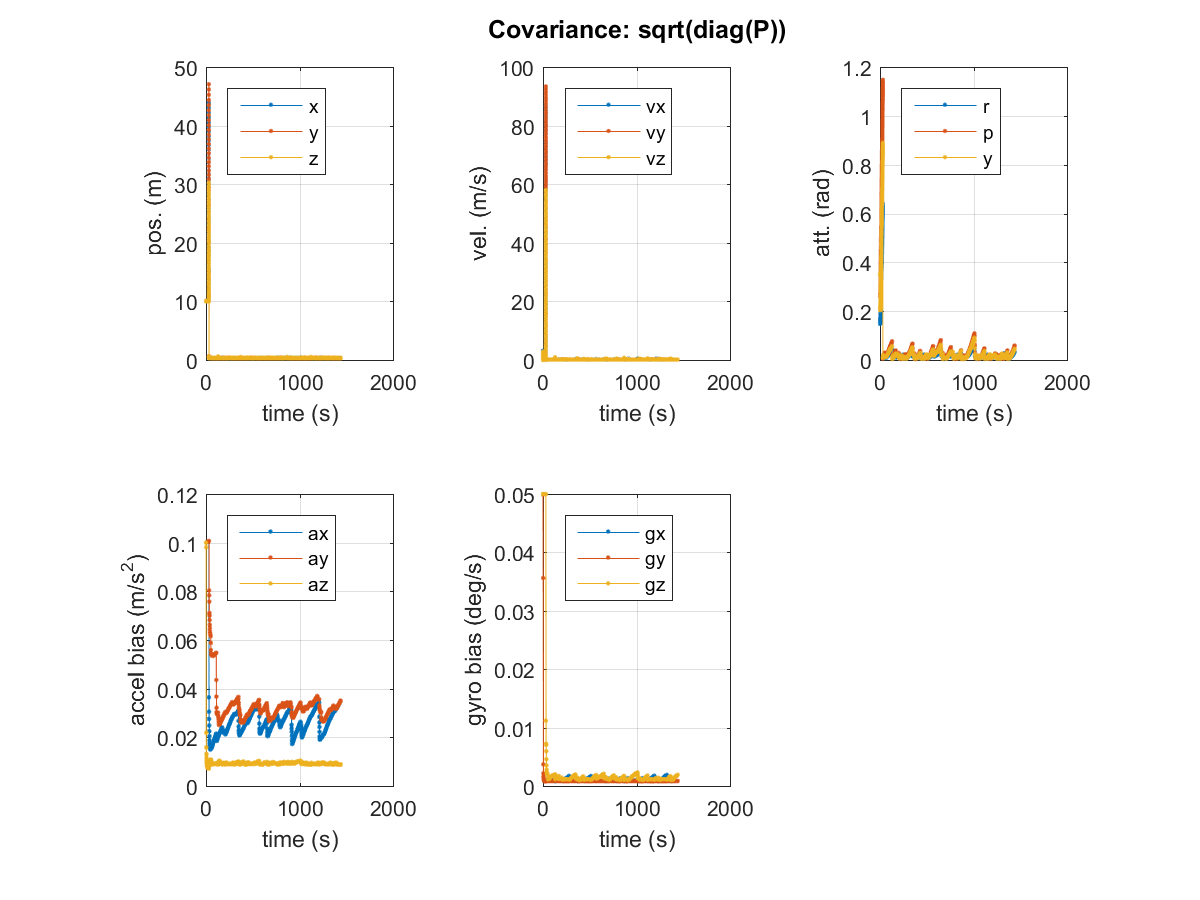 Covariance: sqrt(diag(P))
50
40
30
20
10
0
pos. (m)
x
y
z
0 1000 2000
time (s)
100
80
60
40
20
0
vel. (m/s)
vx
vy
vz
0 1000 2000
time (s)
1.2
1
0.8
0.6
0.4
0.2
0
att. (rad)
r
p
y
0 1000 2000
time (s)
0.12
0.1
0.08
0.06
0.04
0.02
0
accel bias (m/s²)
ax
ay
az
0 1000 2000
time (s)
0.05
0.04
0.03
0.02
0.01
0
gyro bias (deg/s)
gx
gy
gz
0 1000 2000
time (s)